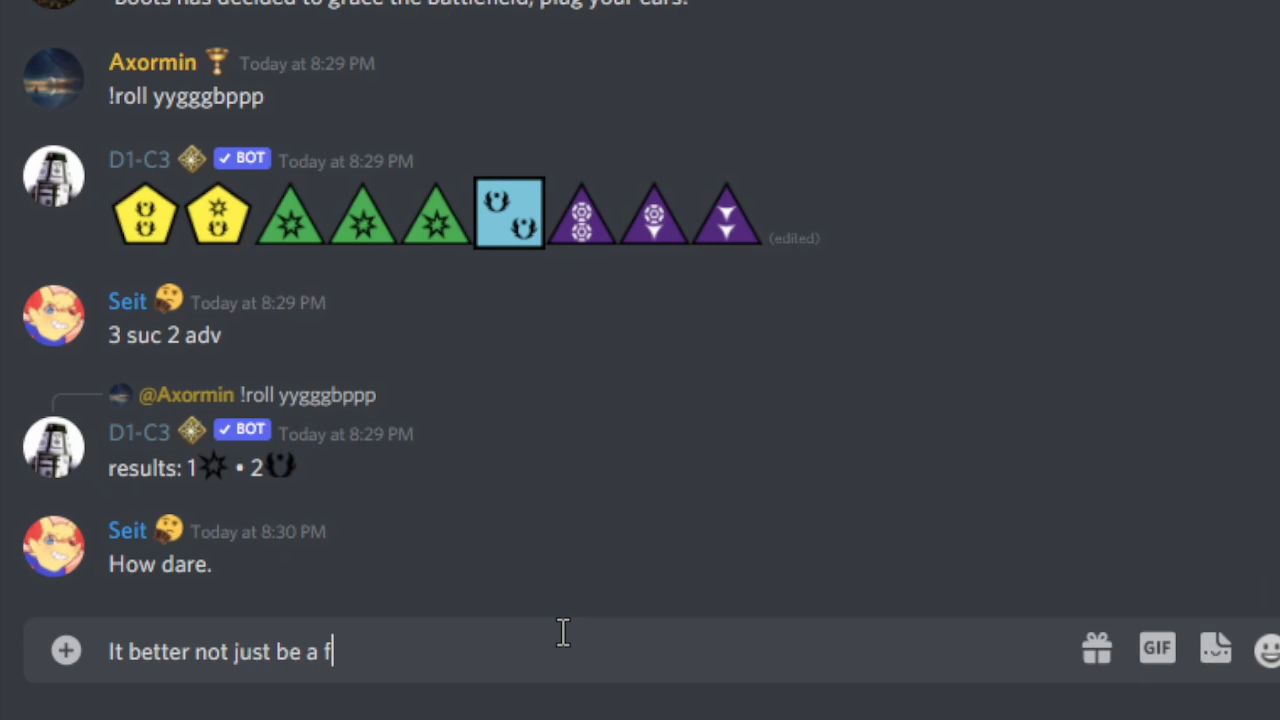 Boots has decided to grace the battlefield, plug your ears.
Axormin Today at 8:29 PM
!roll yygggbppp
D1-C3 ✓ BOT Today at 8:29 PM
(edited)
Seit Today at 8:29 PM
3 suc 2 adv
@Axormin !roll yygggbppp
D1-C3 ✓ BOT Today at 8:29 PM
results: 1 • 2
Seit Today at 8:30 PM
How dare.
It better not just be a f
GIF